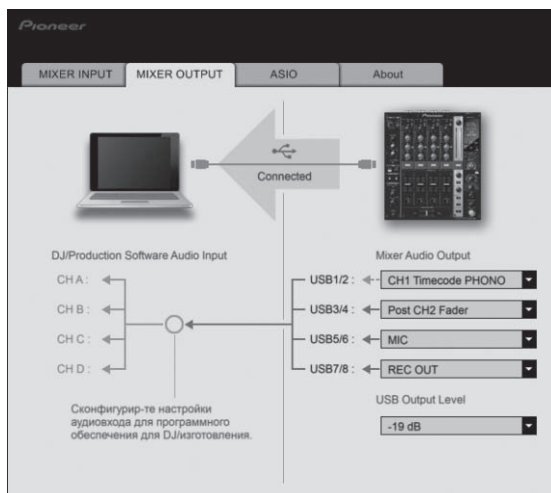 Pioneer
MIXER INPUT
MIXER OUTPUT
ASIO
About
Connected
DJ/Production Software Audio Input
CH A :
CH B :
CH C :
CH D :
Сконфигурир-те настройки
аудиовхода для программного
обеспечения для DJ/изготовления.
Mixer Audio Output
USB1/2 : CH1 Timecode PHONO
USB3/4 : Post CH2 Fader
USB5/6 : MIC
USB7/8 : REC OUT
USB Output Level
-19 dB